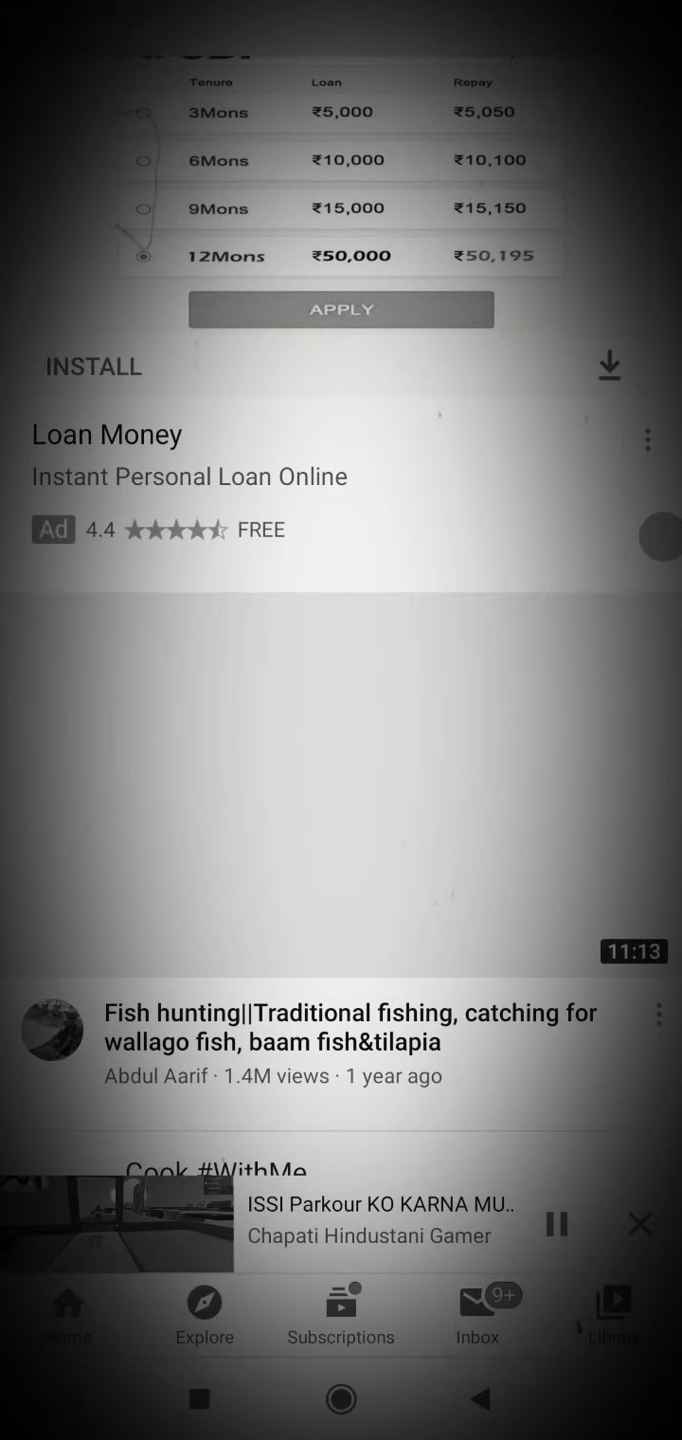 Tenure Loan Repay
3Mons ₹5,000 ₹5,050
6Mons ₹10,000 ₹10,100
9Mons ₹15,000 ₹15,150
12Mons ₹50,000 ₹50,195
APPLY
INSTALL
Loan Money
Instant Personal Loan Online
Ad 4.4 FREE
11:13
Fish hunting||Traditional fishing, catching for
wallago fish, baam fish&tilapia
Abdul Aarif · 1.4M views · 1 year ago
Cook #WithMe
ISSI Parkour KO KARNA MU..
Chapati Hindustani Gamer
9+
Home Explore Subscriptions Inbox Library